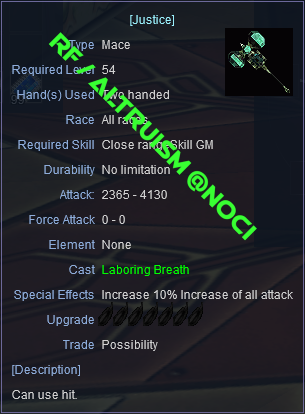 [Justice]
Type Mace
Required Level 54
Hand(s) Used Two handed
Race All races
Required Skill Close range Skill GM
Durability No limitation
Attack: 2365 - 4130
Force Attack 0 - 0
Element None
Cast Laboring Breath
Special Effects Increase 10% Increase of all attack
Upgrade
Trade Possibility
[Description]
Can use hit.
RF - ALTRUISM @NOCI